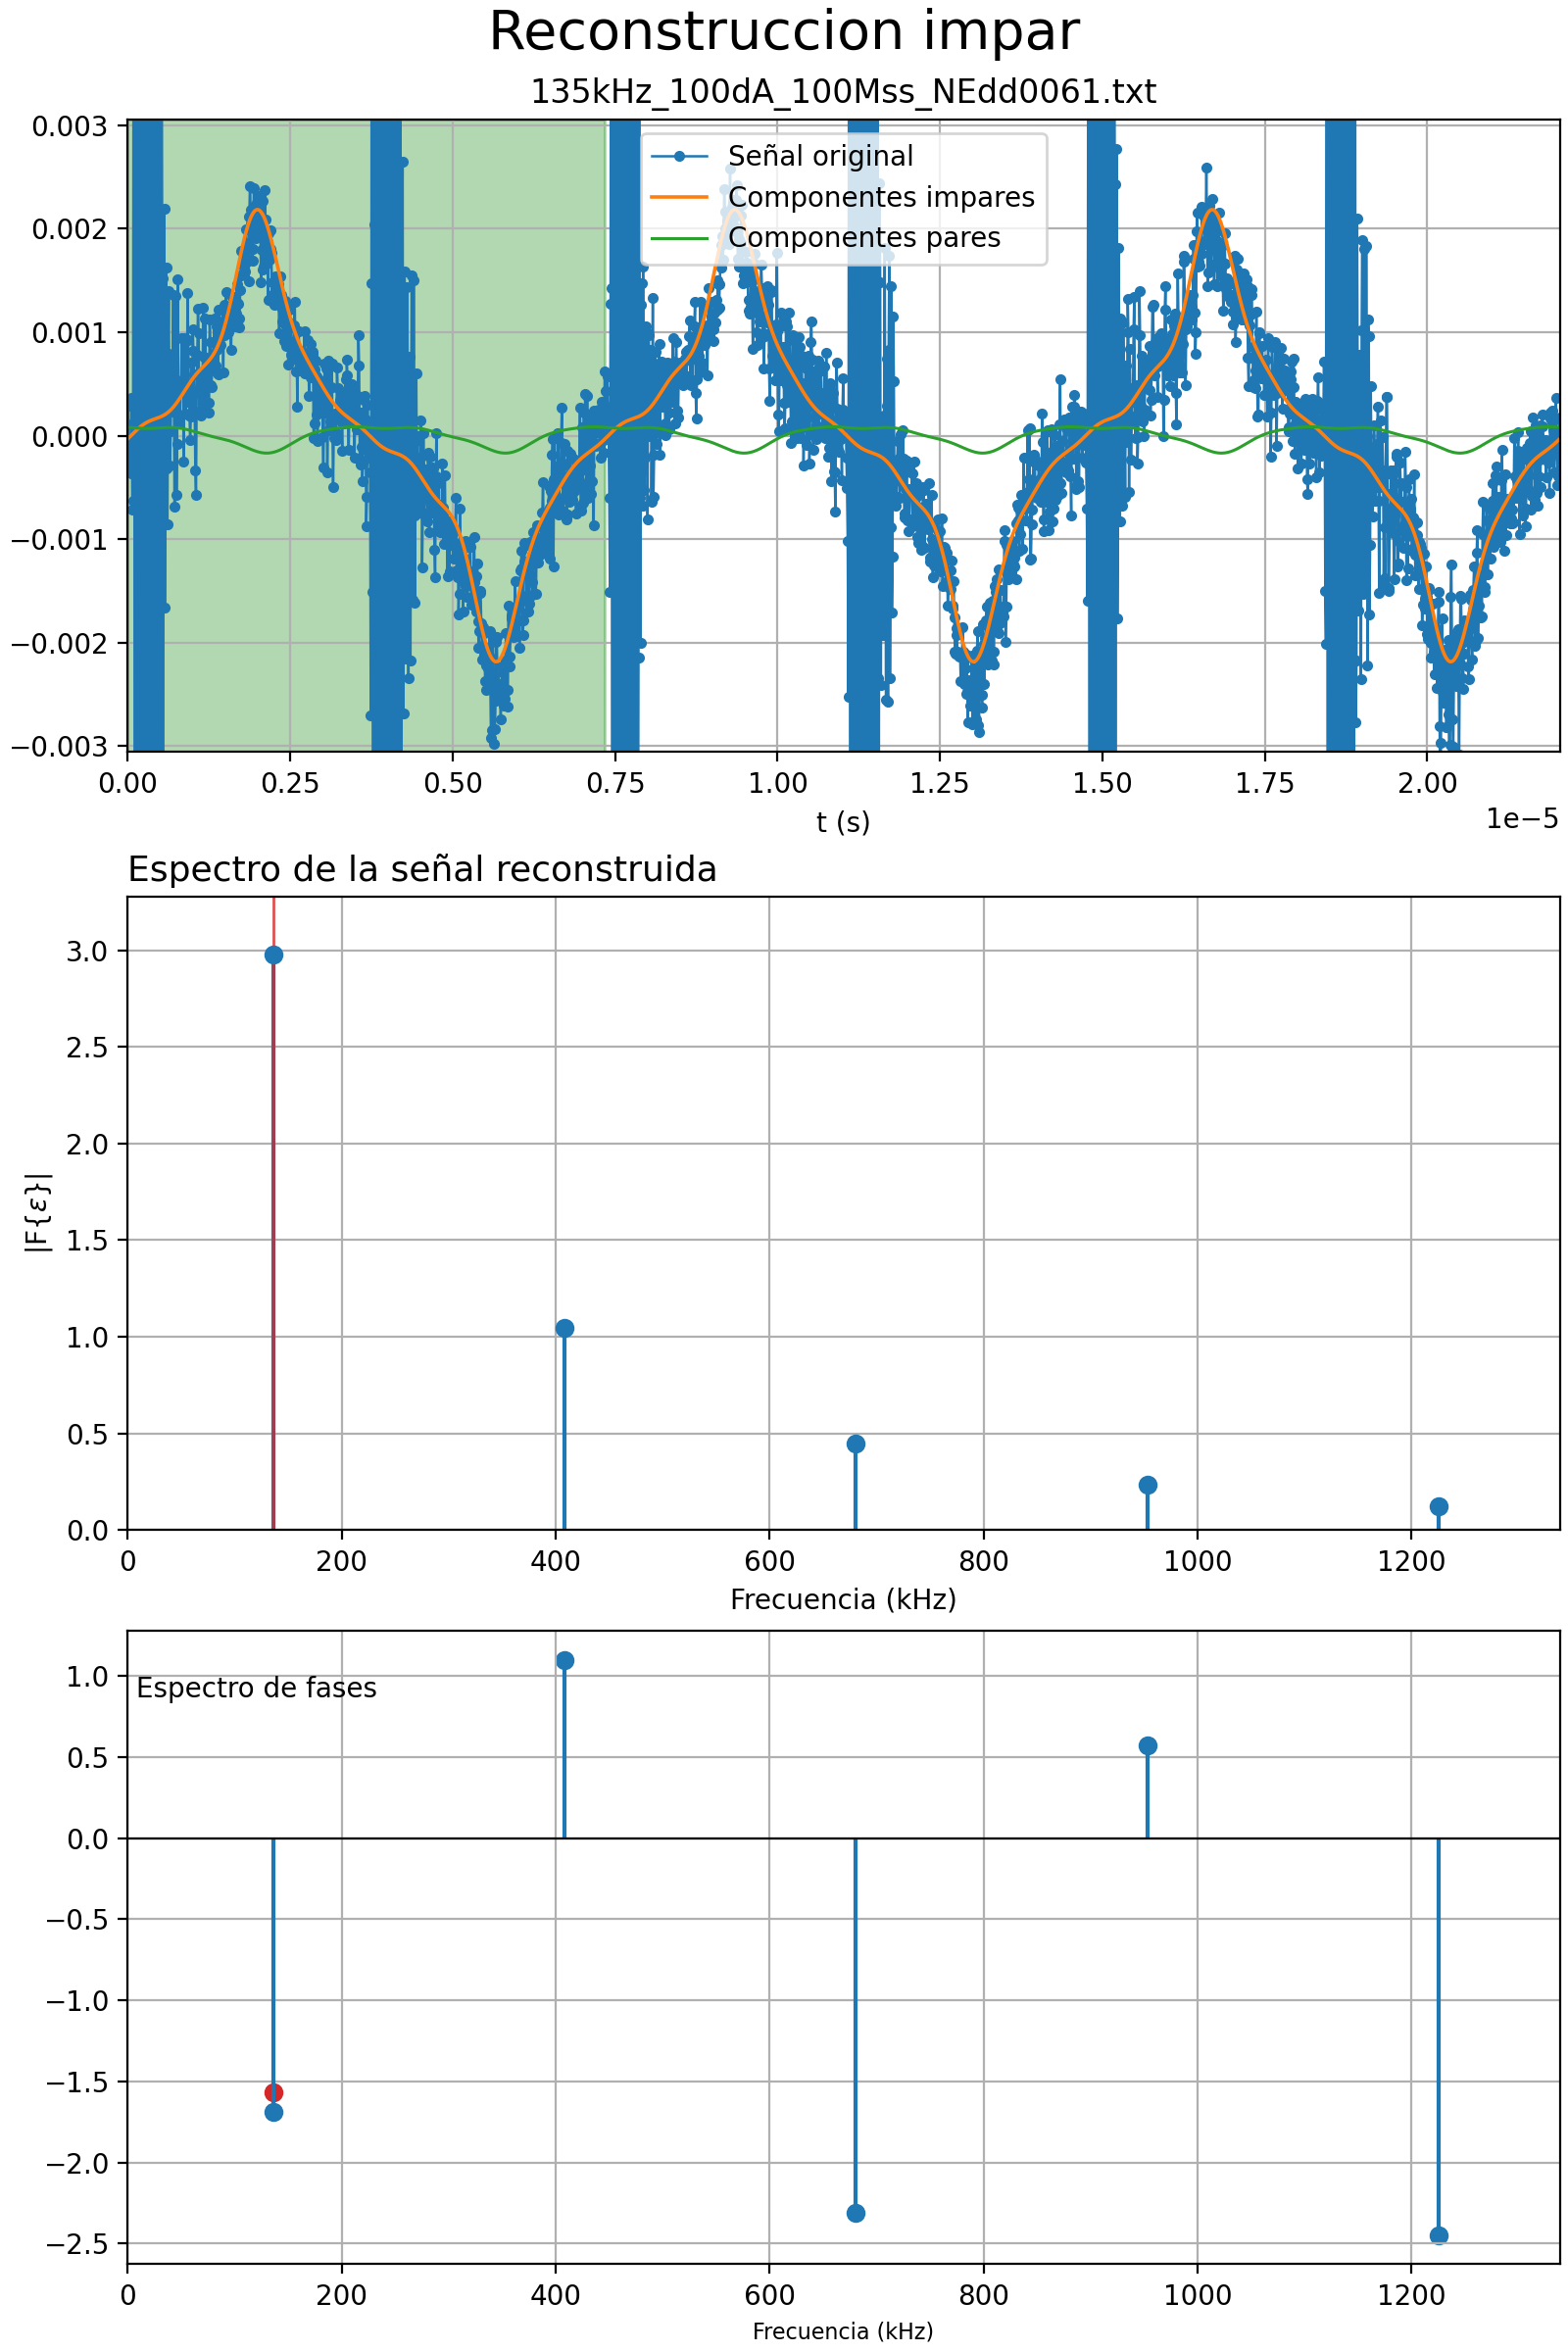 Reconstruccion impar
135kHz_100dA_100Mss_NEdd0061.txt
0.003
0.002
0.001
0.000
−0.001
−0.002
−0.003
Señal original
Componentes impares
Componentes pares
0.00 0.25 0.50 0.75 1.00 1.25 1.50 1.75 2.00
1e−5
t (s)
Espectro de la señal reconstruida
3.0
2.5
2.0
1.5
1.0
0.5
0.0
|F{ε}|
0 200 400 600 800 1000 1200
Frecuencia (kHz)
1.0
Espectro de fases
0.5
0.0
−0.5
−1.0
−1.5
−2.0
−2.5
0 200 400 600 800 1000 1200
Frecuencia (kHz)